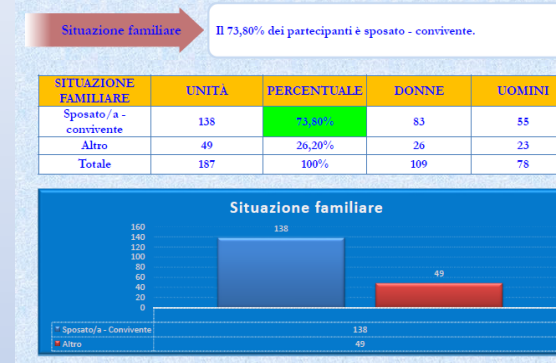 Situazione familiare
Il 73,80% dei partecipanti è sposato - convivente.
SITUAZIONE FAMILIARE UNITÀ PERCENTUALE DONNE UOMINI
Sposato/a - convivente 138 73,80% 83 55
Altro 49 26,20% 26 23
Totale 187 100% 109 78
Situazione familiare
160
140
120
100
80
60
40
20
0
138
49
Sposato/a - Convivente 138
Altro 49